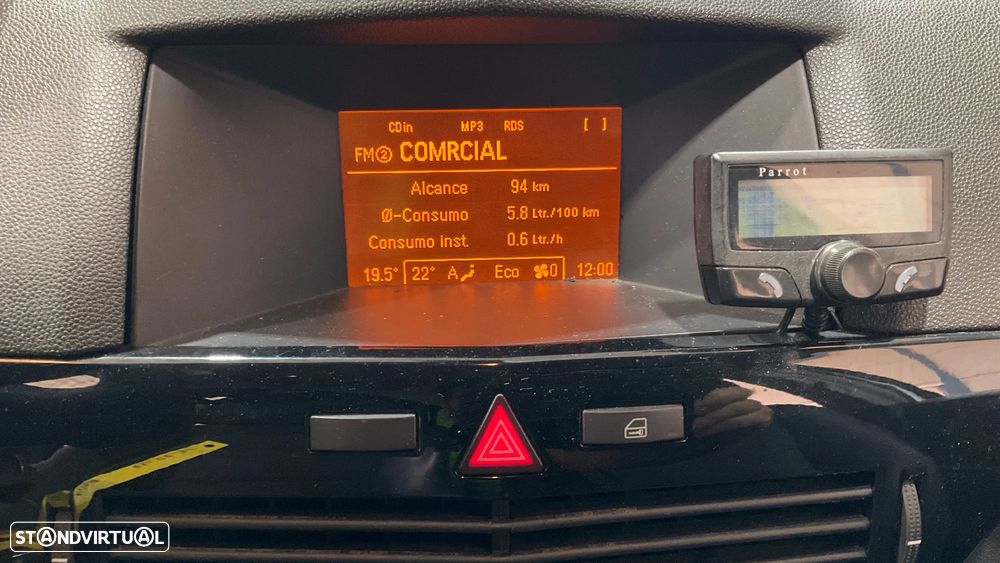 CDin MP3 RDS [ ]
FM② COMRCIAL
Alcance 94 km
Ø-Consumo 5.8 Ltr./100 km
Consumo inst. 0.6 Ltr./h
19.5° 22° A Eco 0 12:00
Parrot
STANDVIRTUAL